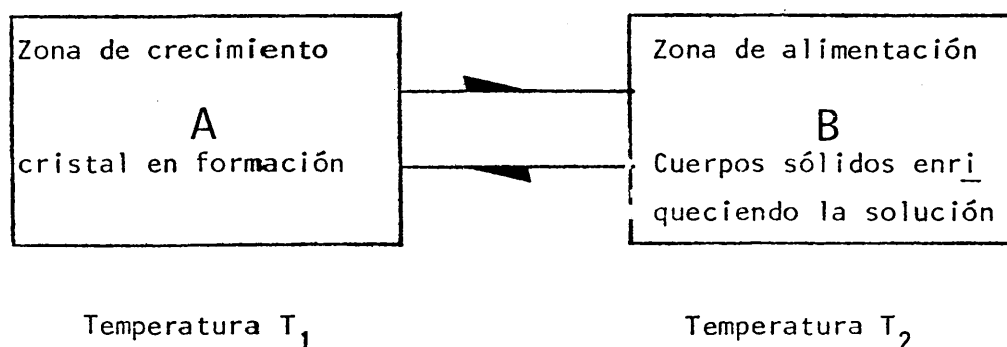 Zona de crecimiento
A
cristal en formación
Zona de alimentación
B
Cuerpos sólidos enri
queciendo la solución
Temperatura T₁
Temperatura T₂